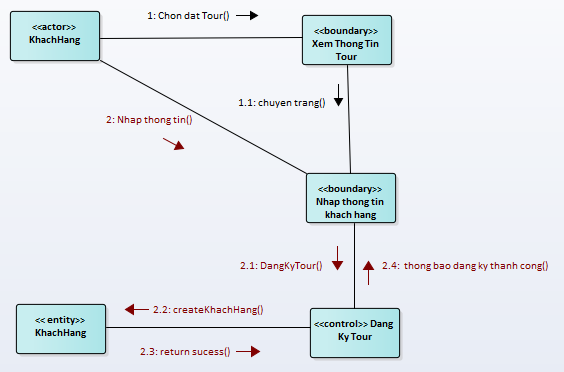 1: Chon dat Tour()
<<actor>>
KhachHang
<<boundary>>
Xem Thong Tin
Tour
1.1: chuyen trang()
2: Nhap thong tin()
<<boundary>>
Nhap thong tin
khach hang
2.1: DangKyTour()
2.4: thong bao dang ky thanh cong()
2.2: createKhachHang()
<< entity>>
KhachHang
<<control>> Dang
Ky Tour
2.3: return sucess()